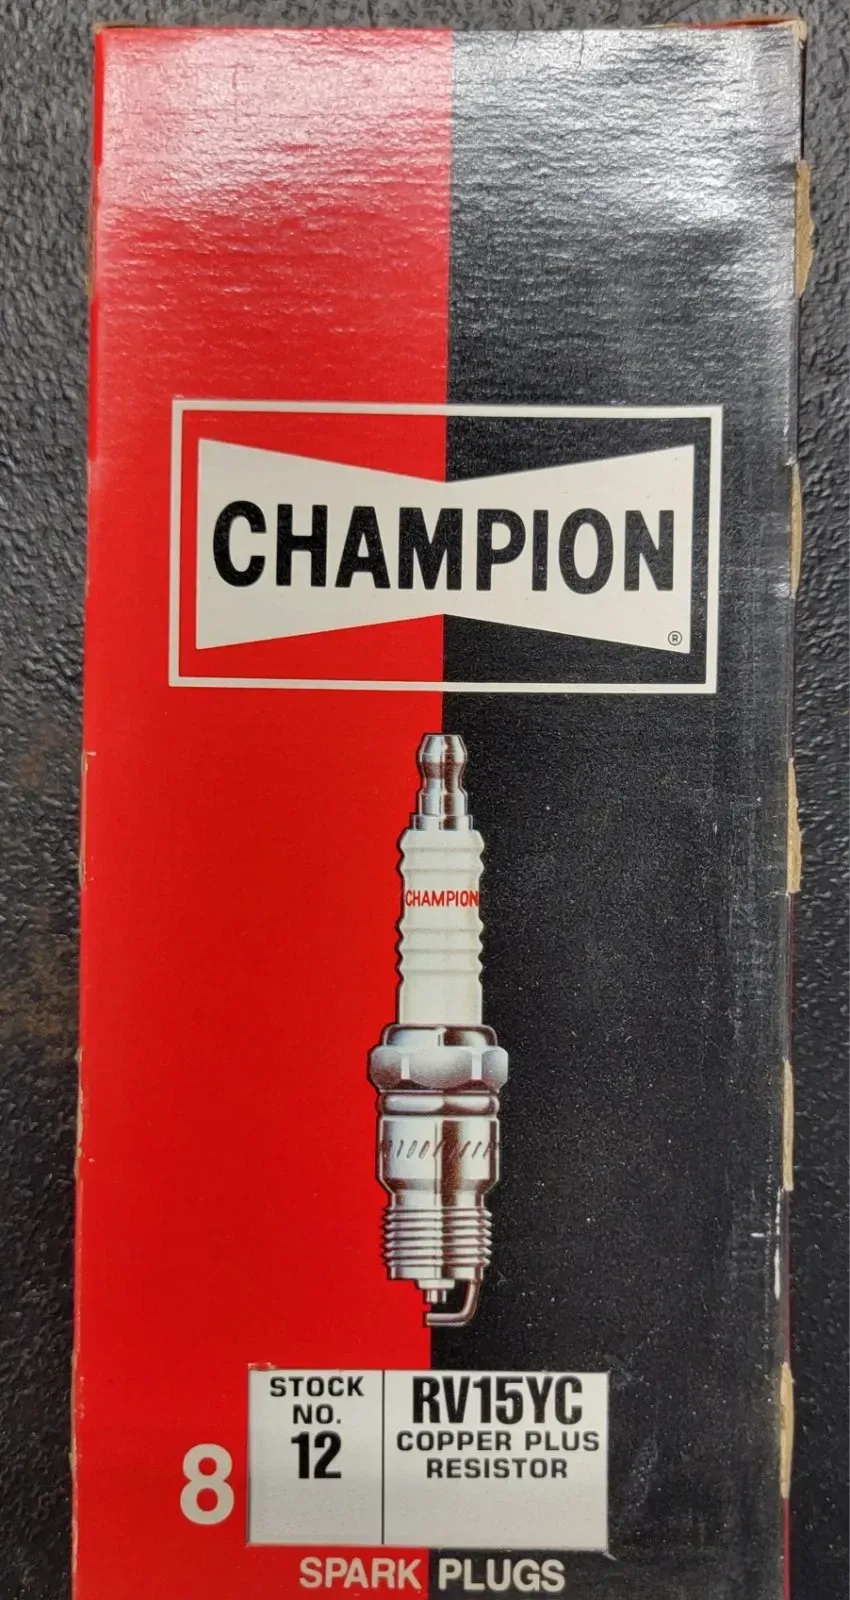 CHAMPION
®
CHAMPION
STOCK
NO.
12
RV15YC
COPPER PLUS
RESISTOR
8
SPARK PLUGS